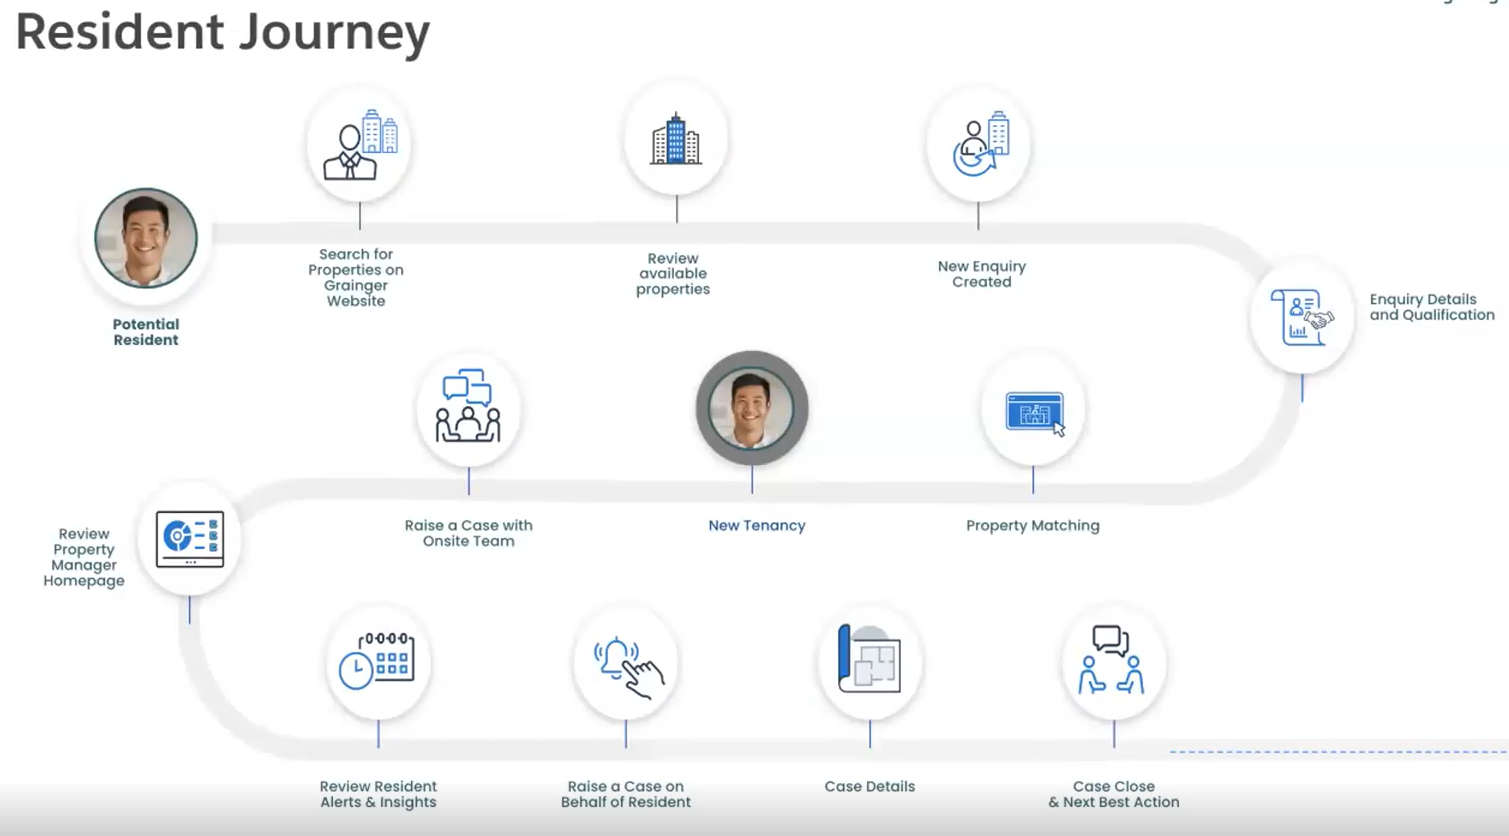 Resident Journey
Potential
Resident
Search for
Properties on
Grainger
Website
Review
available
properties
New Enquiry
Created
Enquiry Details
and Qualification
Property Matching
New Tenancy
Raise a Case with
Onsite Team
Review
Property
Manager
Homepage
Review Resident
Alerts & Insights
Raise a Case on
Behalf of Resident
Case Details
Case Close
& Next Best Action